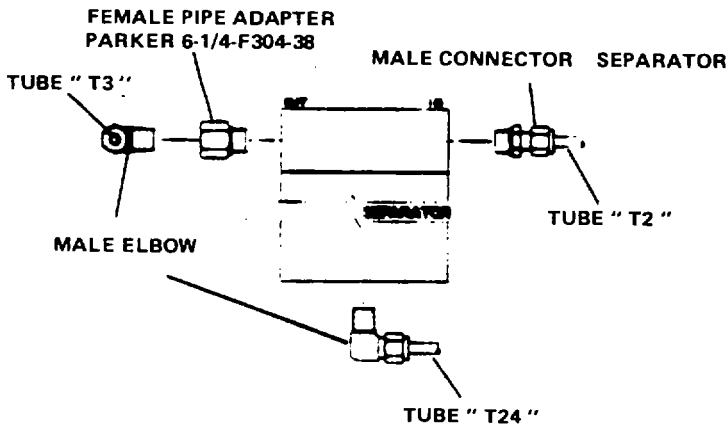 FEMALE PIPE ADAPTER
PARKER 6-1/4-F304-38
MALE CONNECTOR SEPARATOR
TUBE " T3 "
SEPARATOR
TUBE " T2 "
MALE ELBOW
TUBE " T24 "